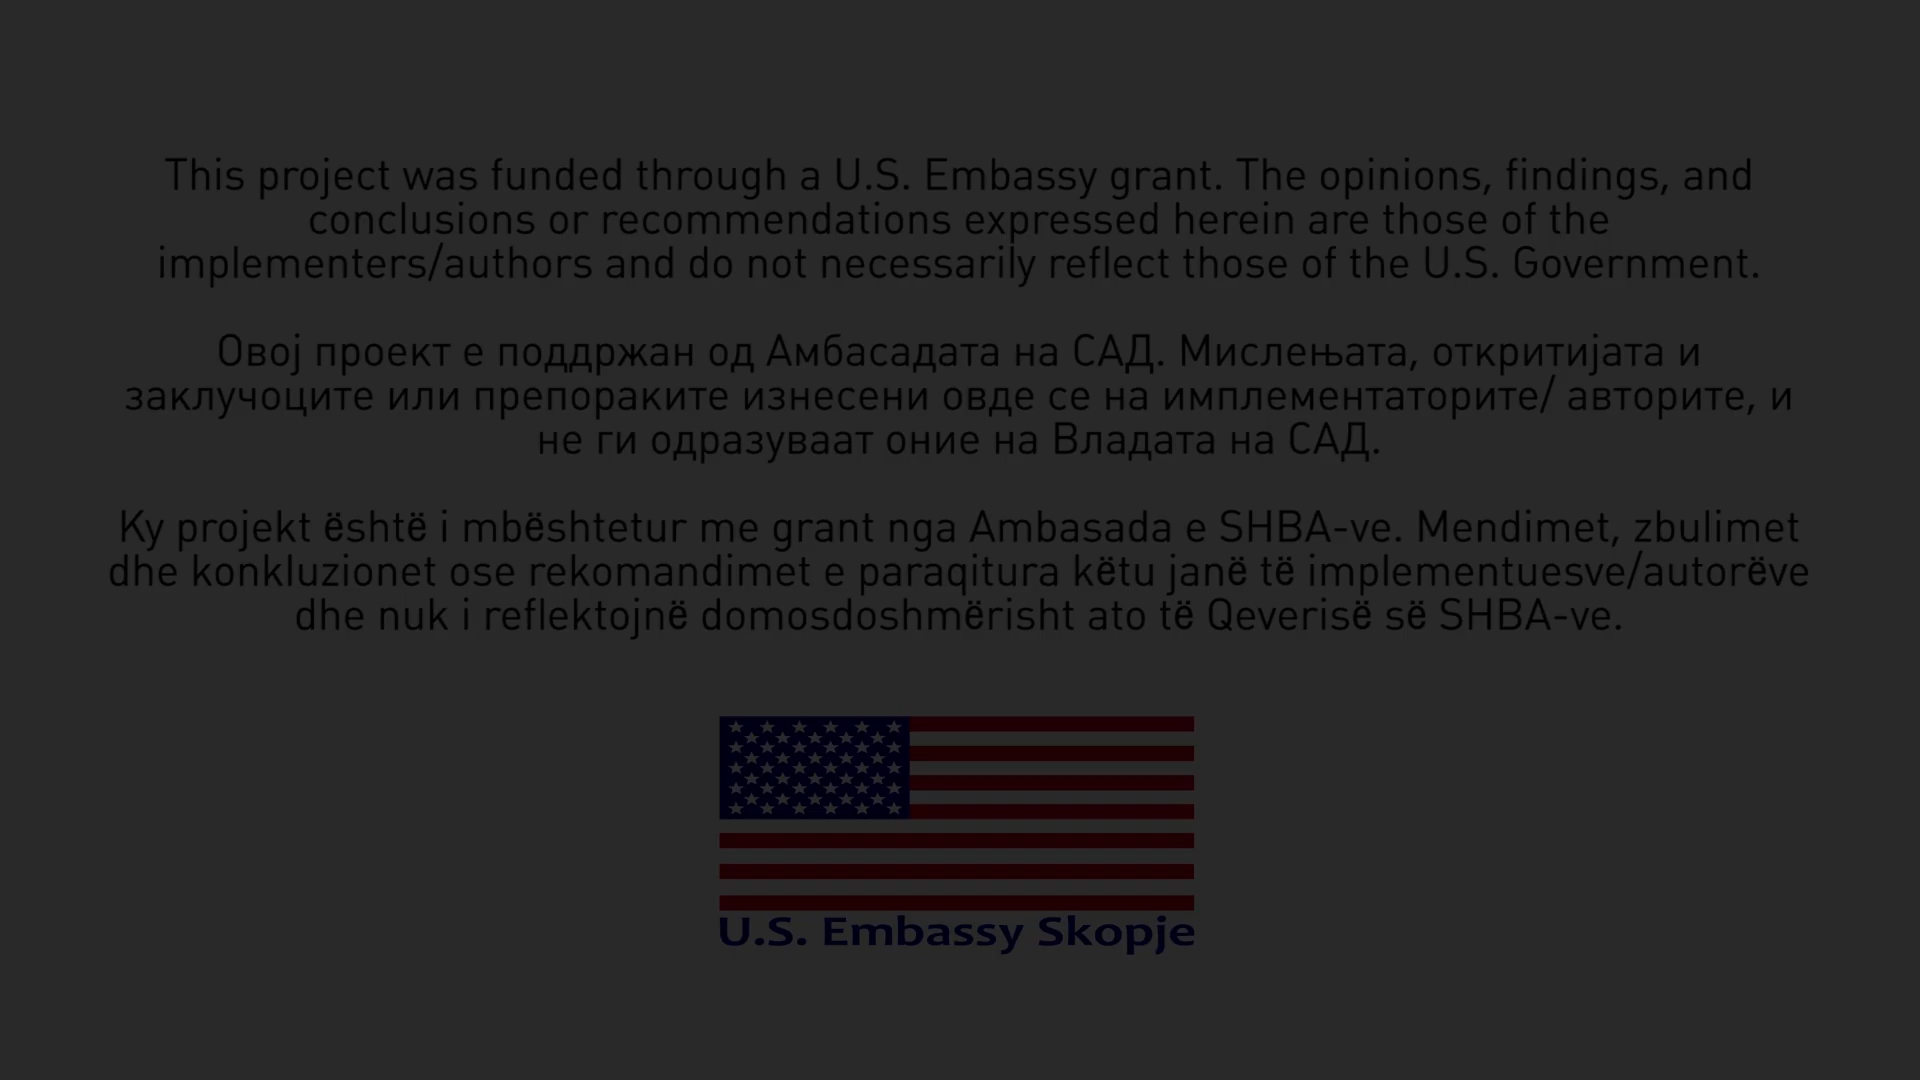 This project was funded through a U.S. Embassy grant. The opinions, findings, and
conclusions or recommendations expressed herein are those of the
implementers/authors and do not necessarily reflect those of the U.S. Government.
Овој проект е поддржан од Амбасадата на САД. Мислењата, откритијата и
заклучоците или препораките изнесени овде се на имплементаторите/ авторите, и
не ги одразуваат оние на Владата на САД.
Ky projekt është i mbështetur me grant nga Ambasada e SHBA-ve. Mendimet, zbulimet
dhe konkluzionet ose rekomandimet e paraqitura këtu janë të implementuesve/autorëve
dhe nuk i reflektojnë domosdoshmërisht ato të Qeverisë së SHBA-ve.
U.S. Embassy Skopje